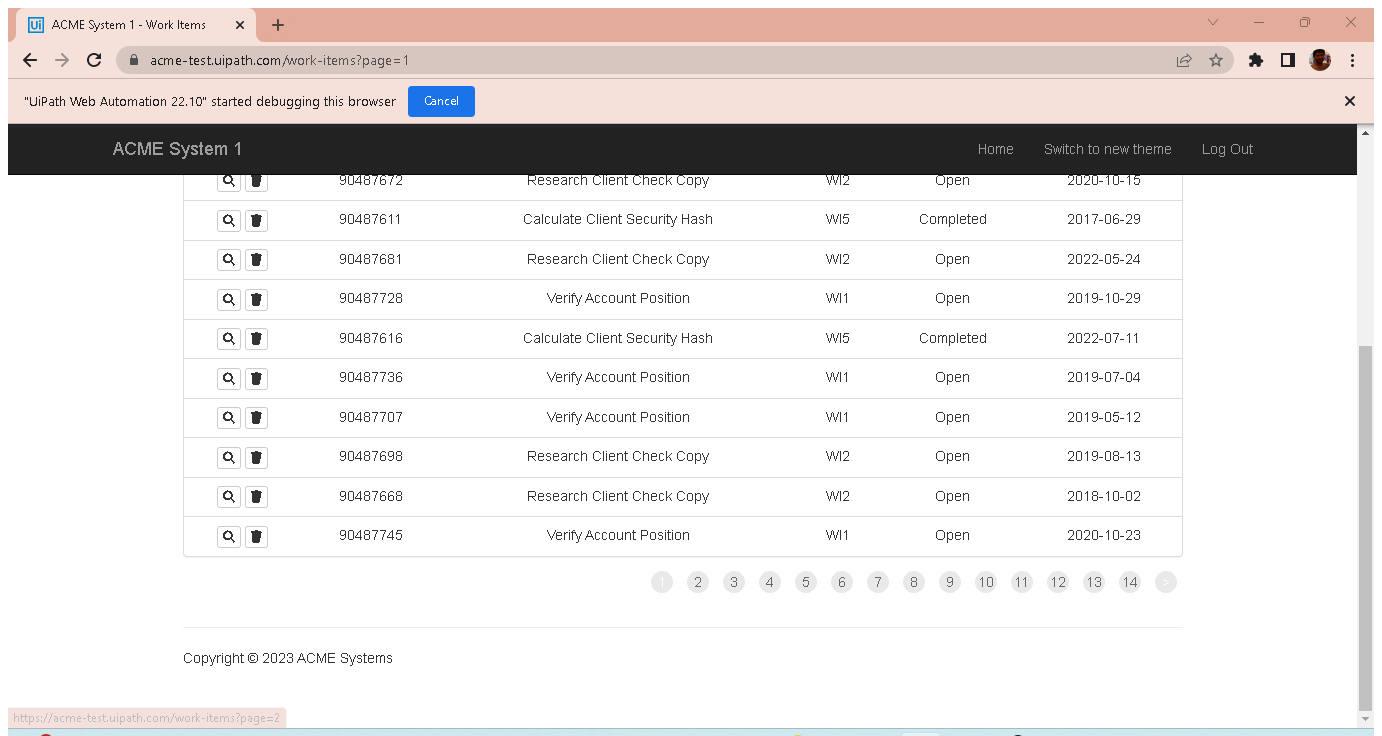 Ui ACME System 1 - Work Items
acme-test.uipath.com/work-items?page=1
"UiPath Web Automation 22.10" started debugging this browser Cancel
ACME System 1 Home Switch to new theme Log Out
90487672 Research Client Check Copy WI2 Open 2020-10-15
90487611 Calculate Client Security Hash WI5 Completed 2017-06-29
90487681 Research Client Check Copy WI2 Open 2022-05-24
90487728 Verify Account Position WI1 Open 2019-10-29
90487616 Calculate Client Security Hash WI5 Completed 2022-07-11
90487736 Verify Account Position WI1 Open 2019-07-04
90487707 Verify Account Position WI1 Open 2019-05-12
90487698 Research Client Check Copy WI2 Open 2019-08-13
90487668 Research Client Check Copy WI2 Open 2018-10-02
90487745 Verify Account Position WI1 Open 2020-10-23
1 2 3 4 5 6 7 8 9 10 11 12 13 14 >
Copyright © 2023 ACME Systems
https://acme-test.uipath.com/work-items?page=2